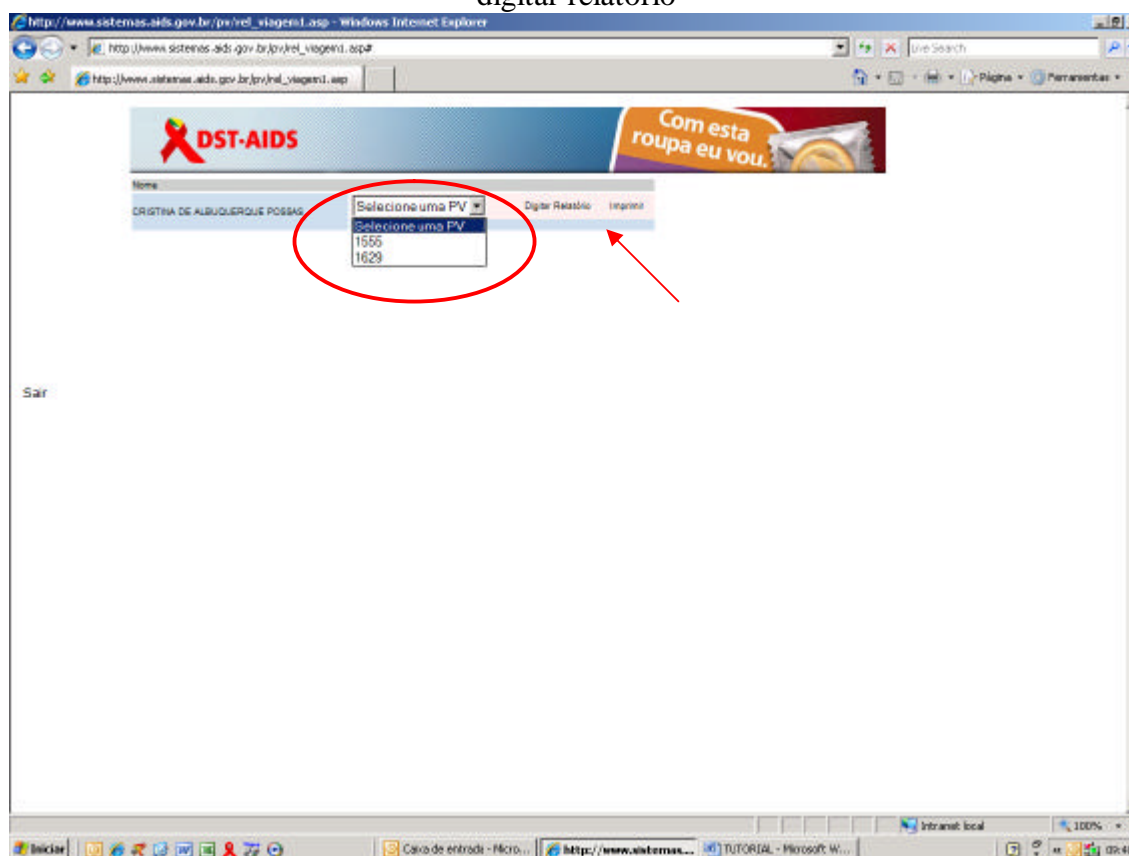 digitar relatório
http://www.sistemas.aids.gov.br/pv/rel_viagem1.asp - Windows Internet Explorer
http://www.sistemas.aids.gov.br/pv/rel_viagem1.asp#
Live Search
http://www.sistemas.aids.gov.br/pv/rel_viagem1.asp
Página
Ferramentas
DST-AIDS
Com esta
roupa eu vou.
Nome
CRISTINA DE ALBUQUERQUE POSSAS
Selecione uma PV
Digitar Relatório
Imprimir
Selecione uma PV
1555
1629
Sair
Intranet local
100%
Iniciar
Caixa de entrada - Micro...
http://www.sistemas...
TUTORIAL - Microsoft W...